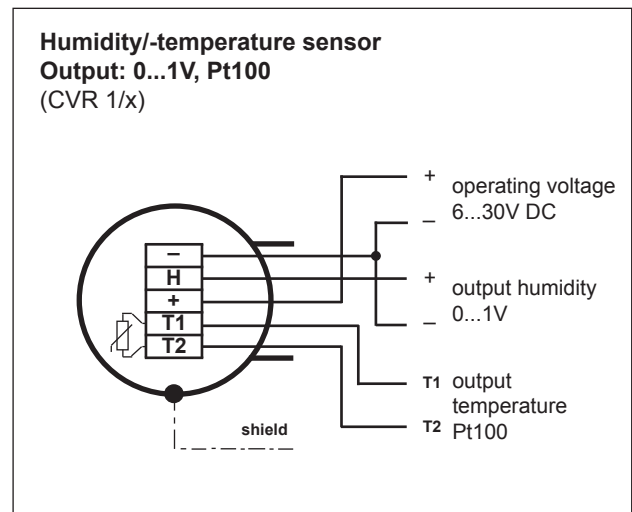 Humidity/-temperature sensor
Output: 0...1V, Pt100
(CVR 1/x)
+ operating voltage
6...30V DC
–
–
H
+
T1
T2
+ output humidity
0...1V
–
T1 output
temperature
T2 Pt100
shield